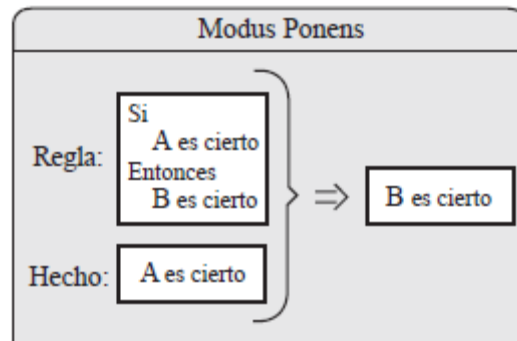 Modus Ponens
Regla:
Si
A es cierto
Entonces
B es cierto
Hecho:
A es cierto
⇒
B es cierto